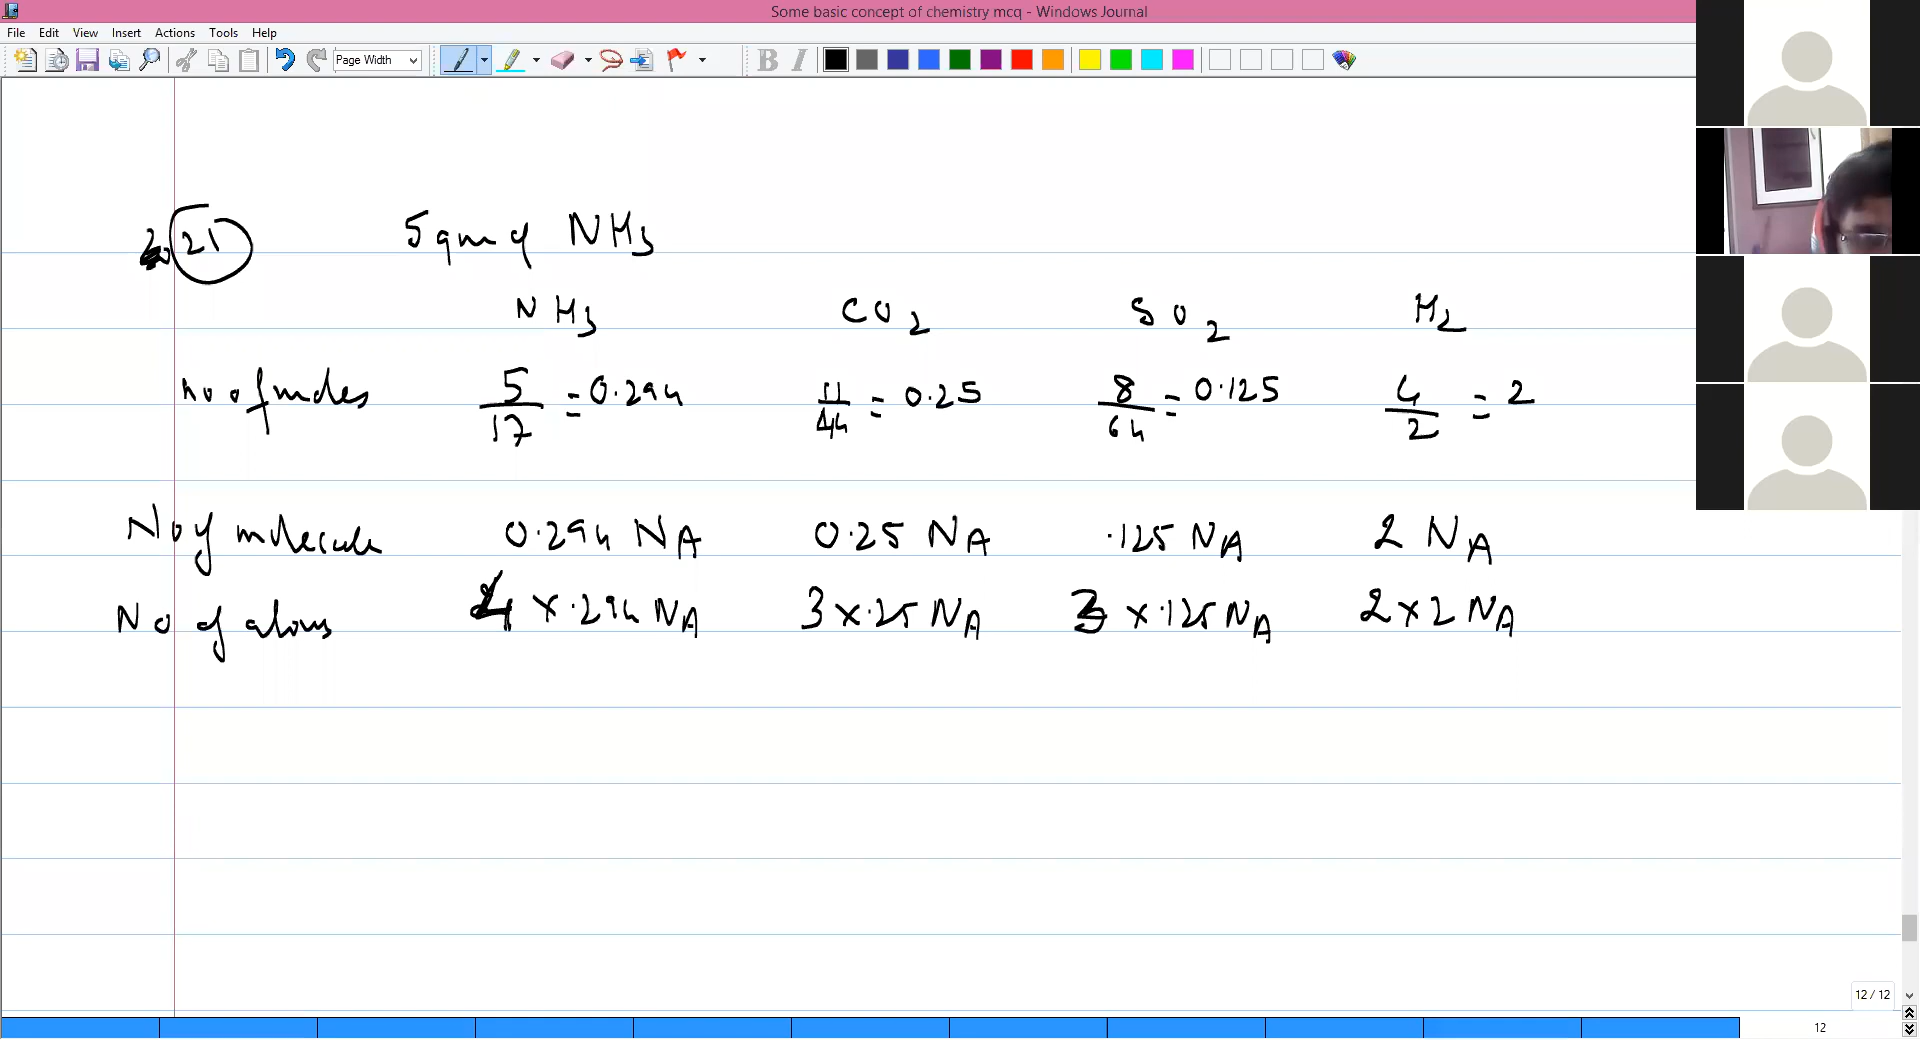 Some basic concept of chemistry mcq - Windows Journal
File Edit View Insert Actions Tools Help
Page Width
B I
21 5 gm of NH3
NH3 CO2 SO2 H2
no of moles 5/17 = 0.294 11/44 = 0.25 8/64 = 0.125 4/2 = 2
No of molecule 0.294 NA 0.25 NA .125 NA 2 NA
No of atoms 4 x .294 NA 3 x .25 NA 3 x .125 NA 2 x 2 NA
12 / 12
12